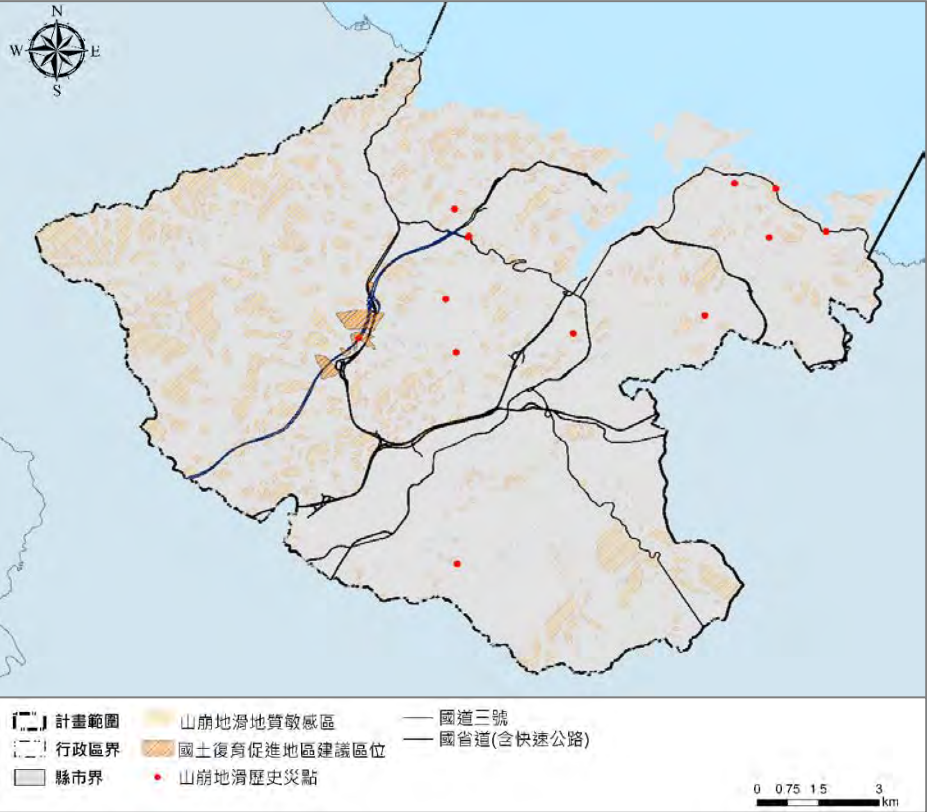 N
W E
S
計畫範圍
行政區界
縣市界
山崩地滑地質敏感區
國土復育促進地區建議區位
山崩地滑歷史災點
國道三號
國省道(含快速公路)
0 0.75 1.5 3
km